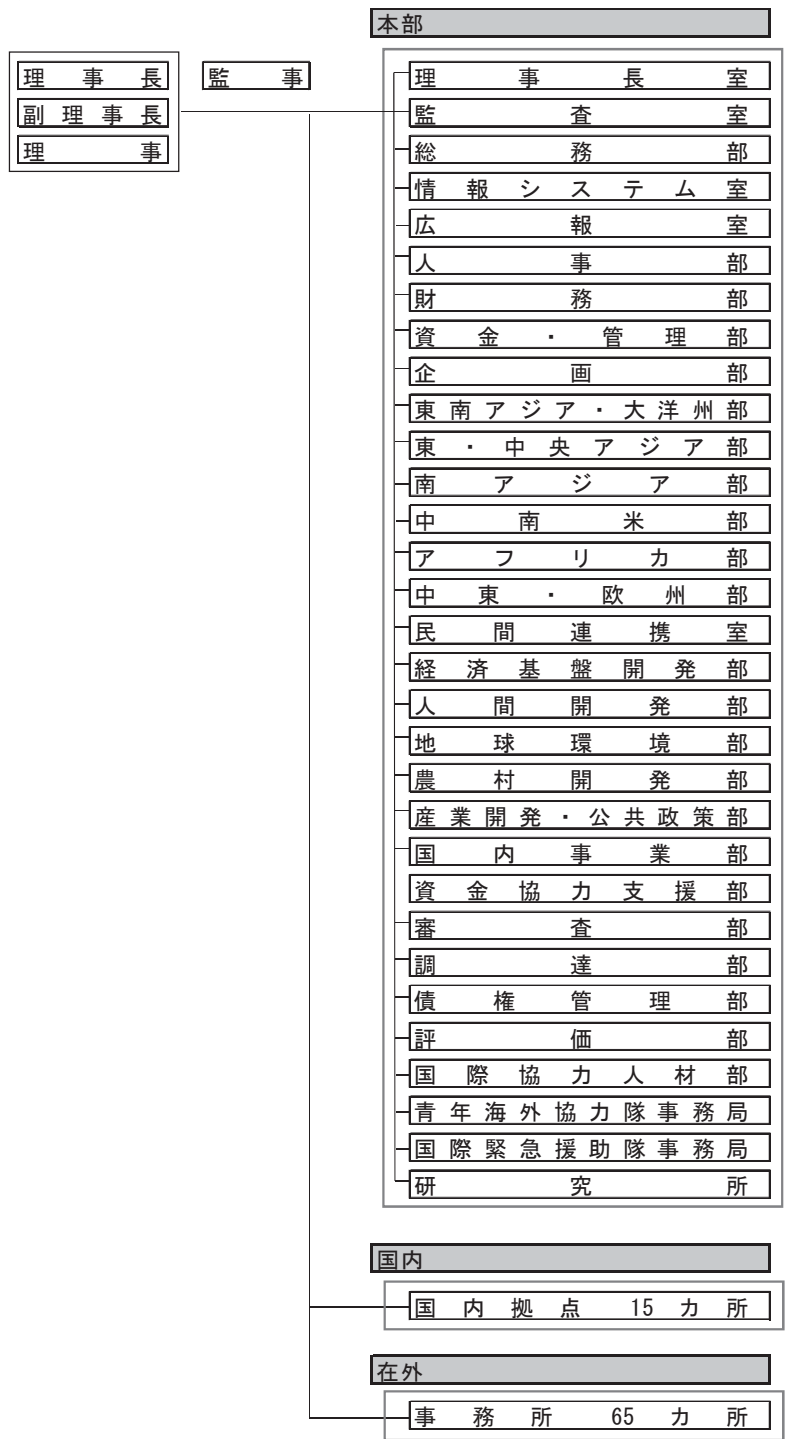 本部
理事長
副理事長
理事
監事
理事長室
監査室
総務部
情報システム室
広報室
人事部
財務部
資金・管理部
企画部
東南アジア・大洋州部
東・中央アジア部
南アジア部
中南米部
アフリカ部
中東・欧州部
民間連携室
経済基盤開発部
人間開発部
地球環境部
農村開発部
産業開発・公共政策部
国内事業部
資金協力支援部
審査部
調達部
債権管理部
評価部
国際協力人材部
青年海外協力隊事務局
国際緊急援助隊事務局
研究所
国内
国内拠点 15カ所
在外
事務所 65カ所